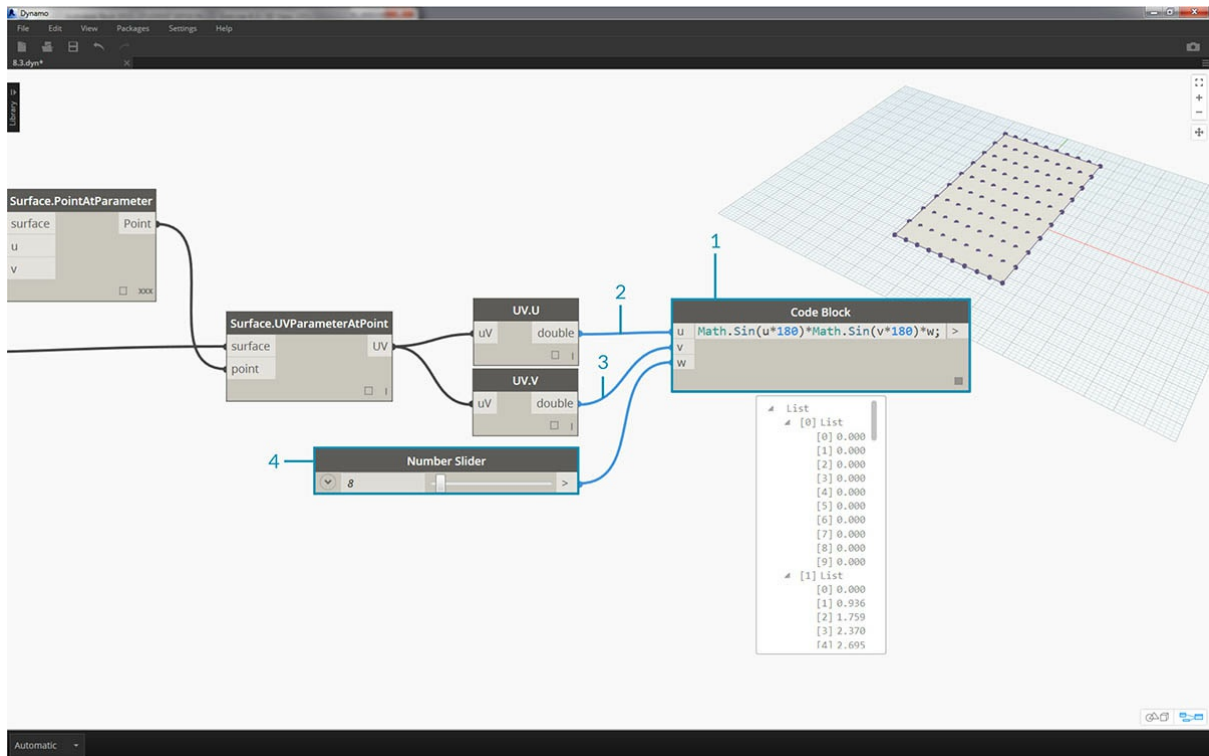 Dynamo
File Edit View Packages Settings Help
8.3.dyn*
Library
Surface.PointAtParameter
surface Point
u
v
xxx
1
2
UV.U
uV double
Code Block
u Math.Sin(u*180)*Math.Sin(v*180)*w; >
v
w
Surface.UVParameterAtPoint
surface UV
point
3
UV.V
uV double
4
Number Slider
8 >
List
[0] List
[0] 0.000
[1] 0.000
[2] 0.000
[3] 0.000
[4] 0.000
[5] 0.000
[6] 0.000
[7] 0.000
[8] 0.000
[9] 0.000
[1] List
[0] 0.000
[1] 0.936
[2] 1.759
[3] 2.370
[4] 2.695
Automatic